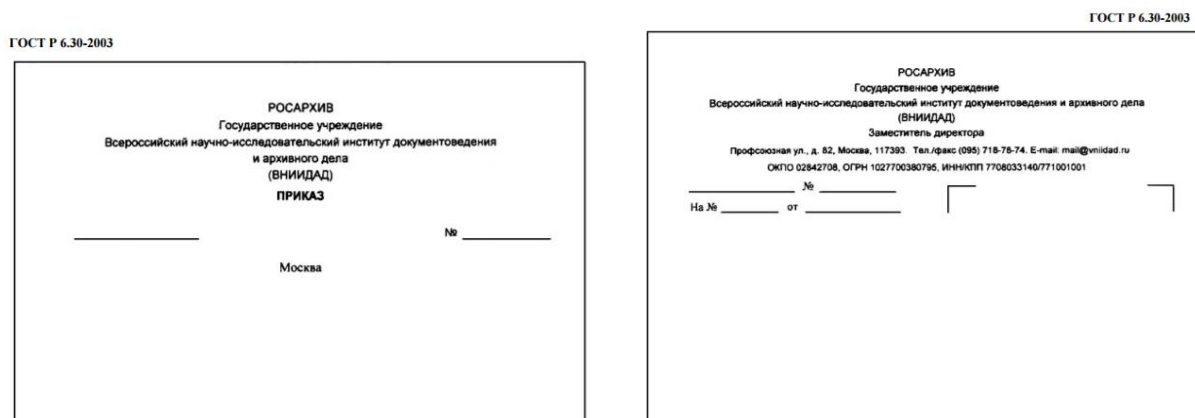 ГОСТ Р 6.30-2003
РОСАРХИВ
Государственное учреждение
Всероссийский научно-исследовательский институт документоведения
и архивного дела
(ВНИИДАД)
ПРИКАЗ
№
Москва
ГОСТ Р 6.30-2003
РОСАРХИВ
Государственное учреждение
Всероссийский научно-исследовательский институт документоведения и архивного дела
(ВНИИДАД)
Заместитель директора
Профсоюзная ул., д. 82, Москва, 117393. Тел./факс (095) 718-78-74. E-mail: mail@vniidad.ru
ОКПО 02842708, ОГРН 1027700380795, ИНН/КПП 7708033140/771001001
№
На № от